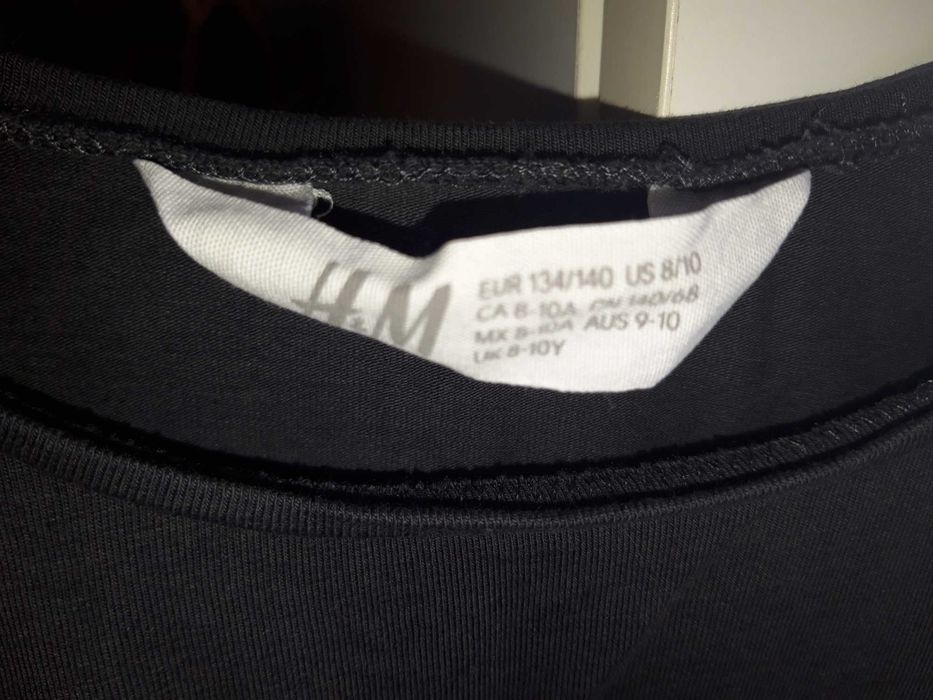 H&M
EUR 134/140 US 8/10
CA 8-10A CN 140/68
MX 8-10A AUS 9-10
UK 8-10Y